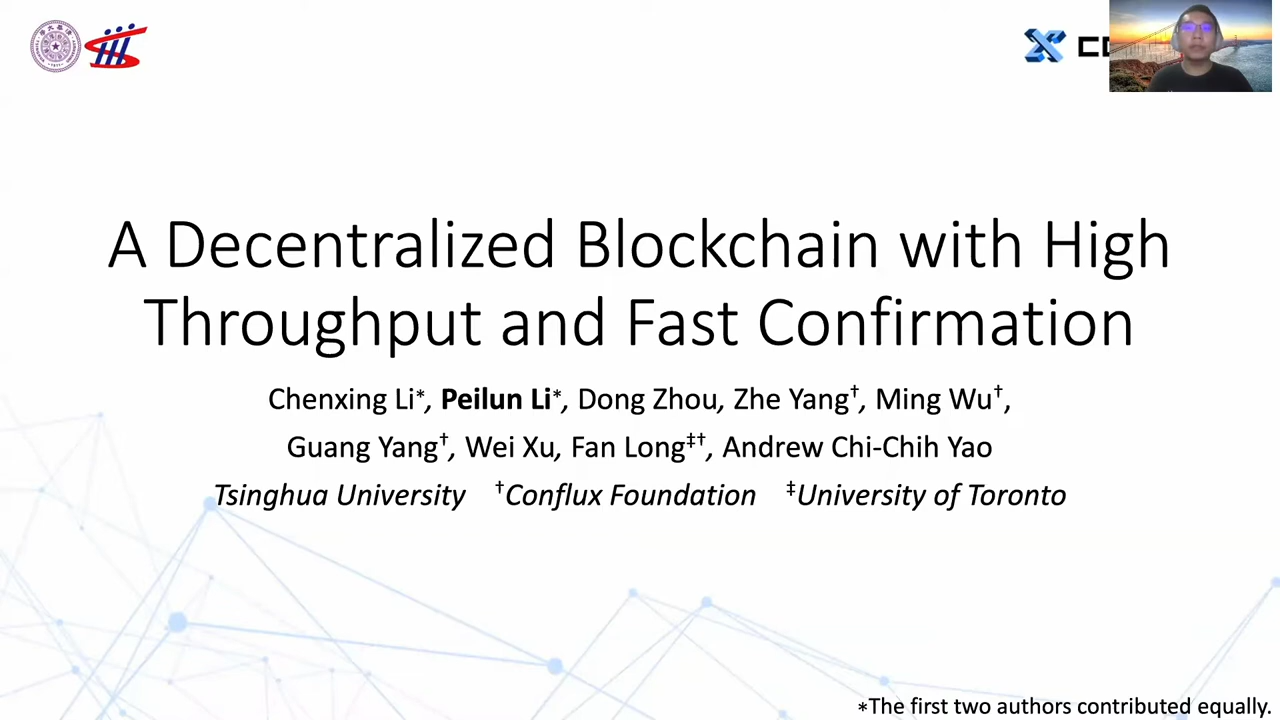 A Decentralized Blockchain with High
Throughput and Fast Confirmation
Chenxing Li*, Peilun Li*, Dong Zhou, Zhe Yang†, Ming Wu†,
Guang Yang†, Wei Xu, Fan Long‡†, Andrew Chi-Chih Yao
Tsinghua University †Conflux Foundation ‡University of Toronto
*The first two authors contributed equally.